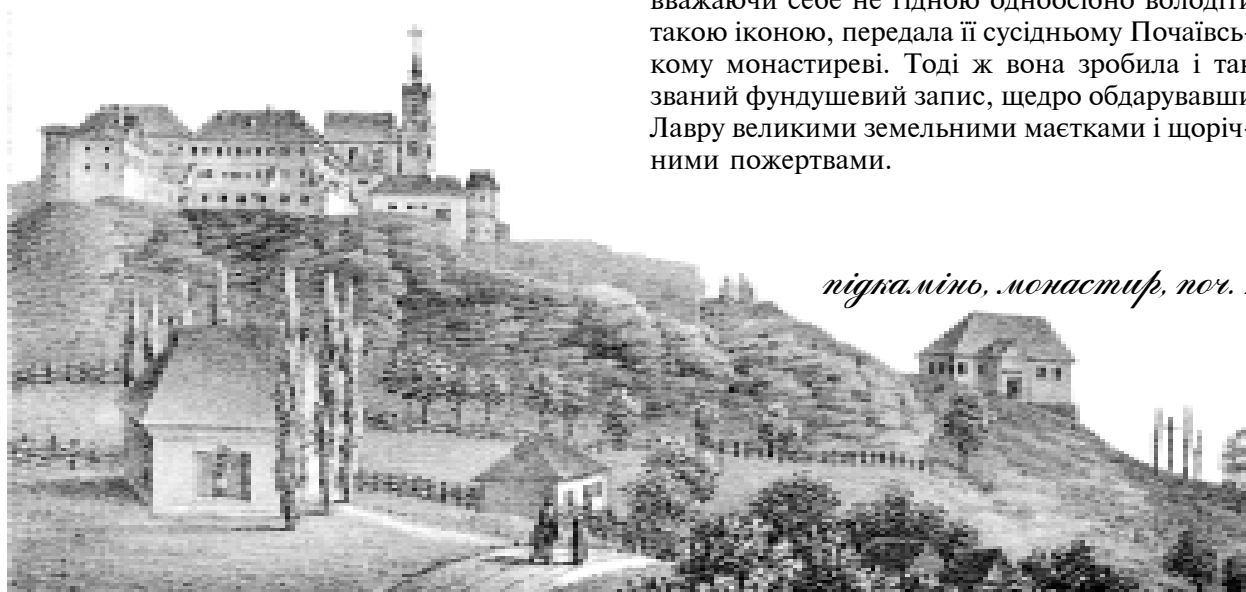 вважаючи себе не гідною одноосібно володіти
такою іконою, передала її сусідньому Почаївсь-
кому монастиреві. Тоді ж вона зробила і так
званий фундушевий запис, щедро обдарувавши
Лавру великими земельними маєтками і щоріч-
ними пожертвами.
підкамінь, монастир, поч.